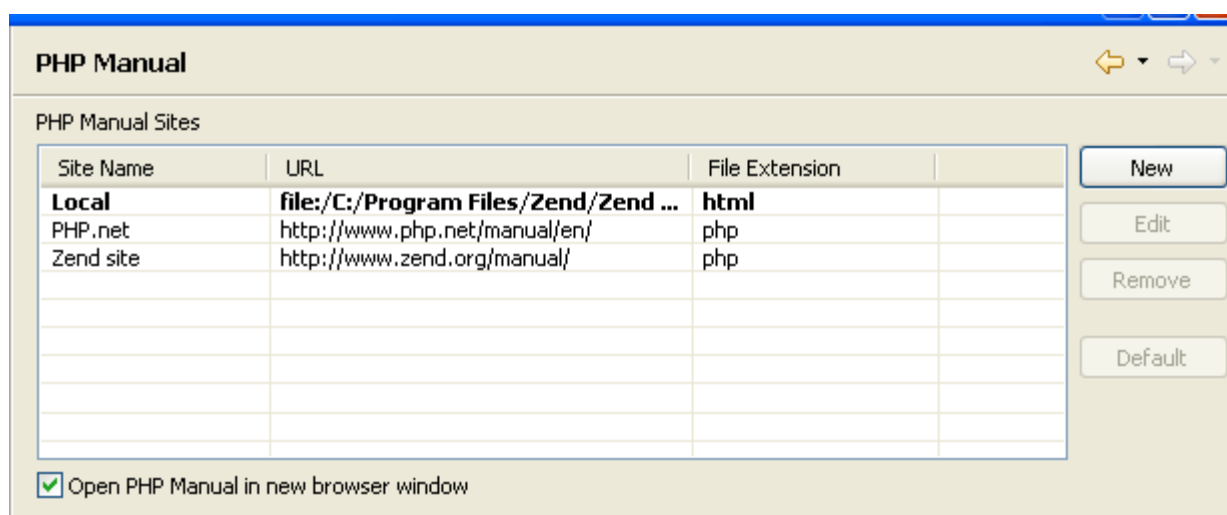 PHP Manual
PHP Manual Sites
Site Name URL File Extension
Local file:/C:/Program Files/Zend/Zend ... html
PHP.net http://www.php.net/manual/en/ php
Zend site http://www.zend.org/manual/ php
New
Edit
Remove
Default
Open PHP Manual in new browser window